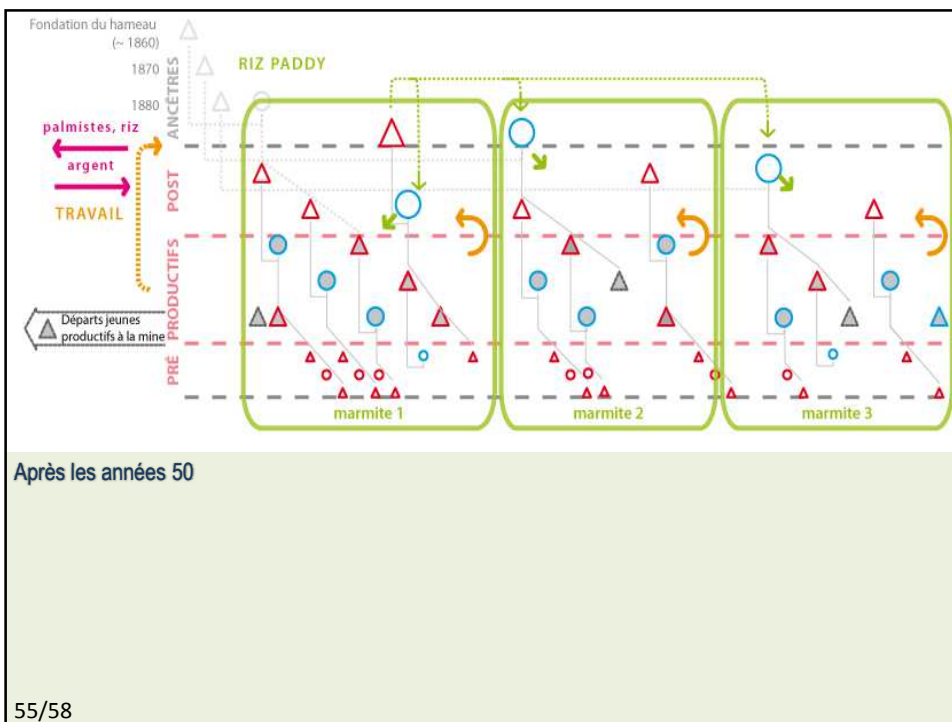 Fondation du hameau
(~ 1860)
1870
1880
ANCÊTRES
RIZ PADDY
palmistes, riz
argent
TRAVAIL
POST
PRODUCTIFS
PRÉ
Départs jeunes
productifs à la mine
marmite 1
marmite 2
marmite 3
Après les années 50
55/58